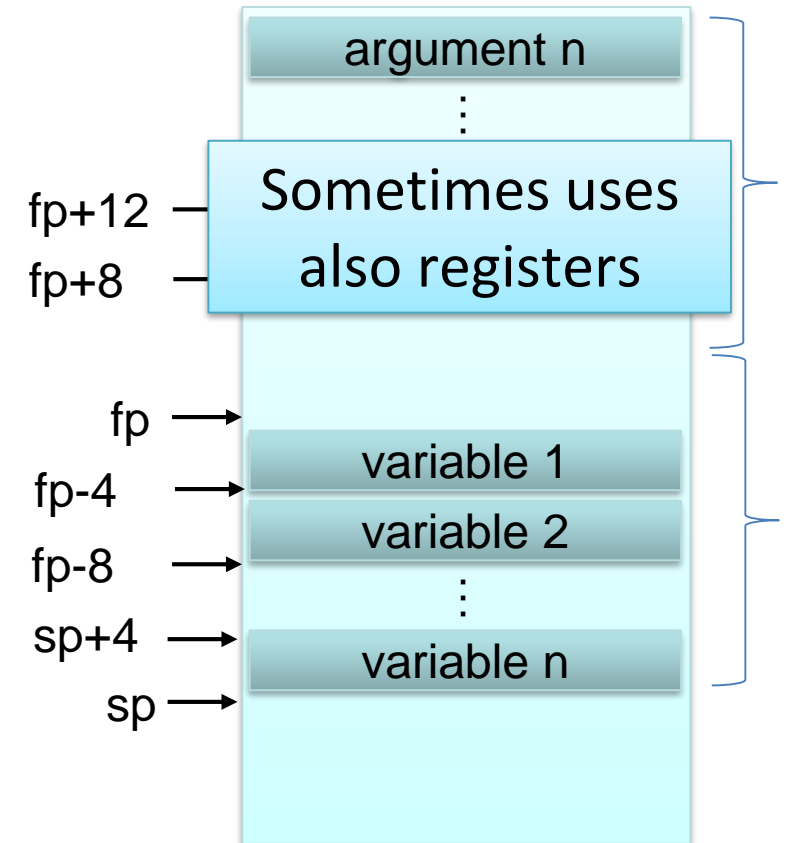 argument n
⋮
Sometimes uses
also registers
fp+12
fp+8
fp
variable 1
fp-4
variable 2
fp-8
⋮
sp+4
variable n
sp